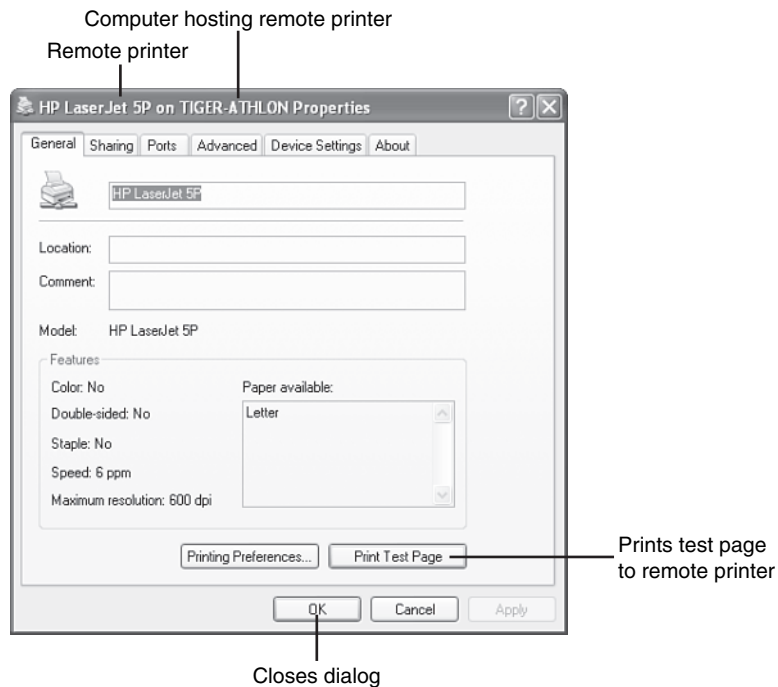 Computer hosting remote printer
Remote printer
HP LaserJet 5P on TIGER-ATHLON Properties
General Sharing Ports Advanced Device Settings About
HP LaserJet 5P
Location:
Comment:
Model: HP LaserJet 5P
Features
Color: No
Paper available:
Double-sided: No
Letter
Staple: No
Speed: 6 ppm
Maximum resolution: 600 dpi
Printing Preferences... Print Test Page
Prints test page
to remote printer
OK Cancel Apply
Closes dialog